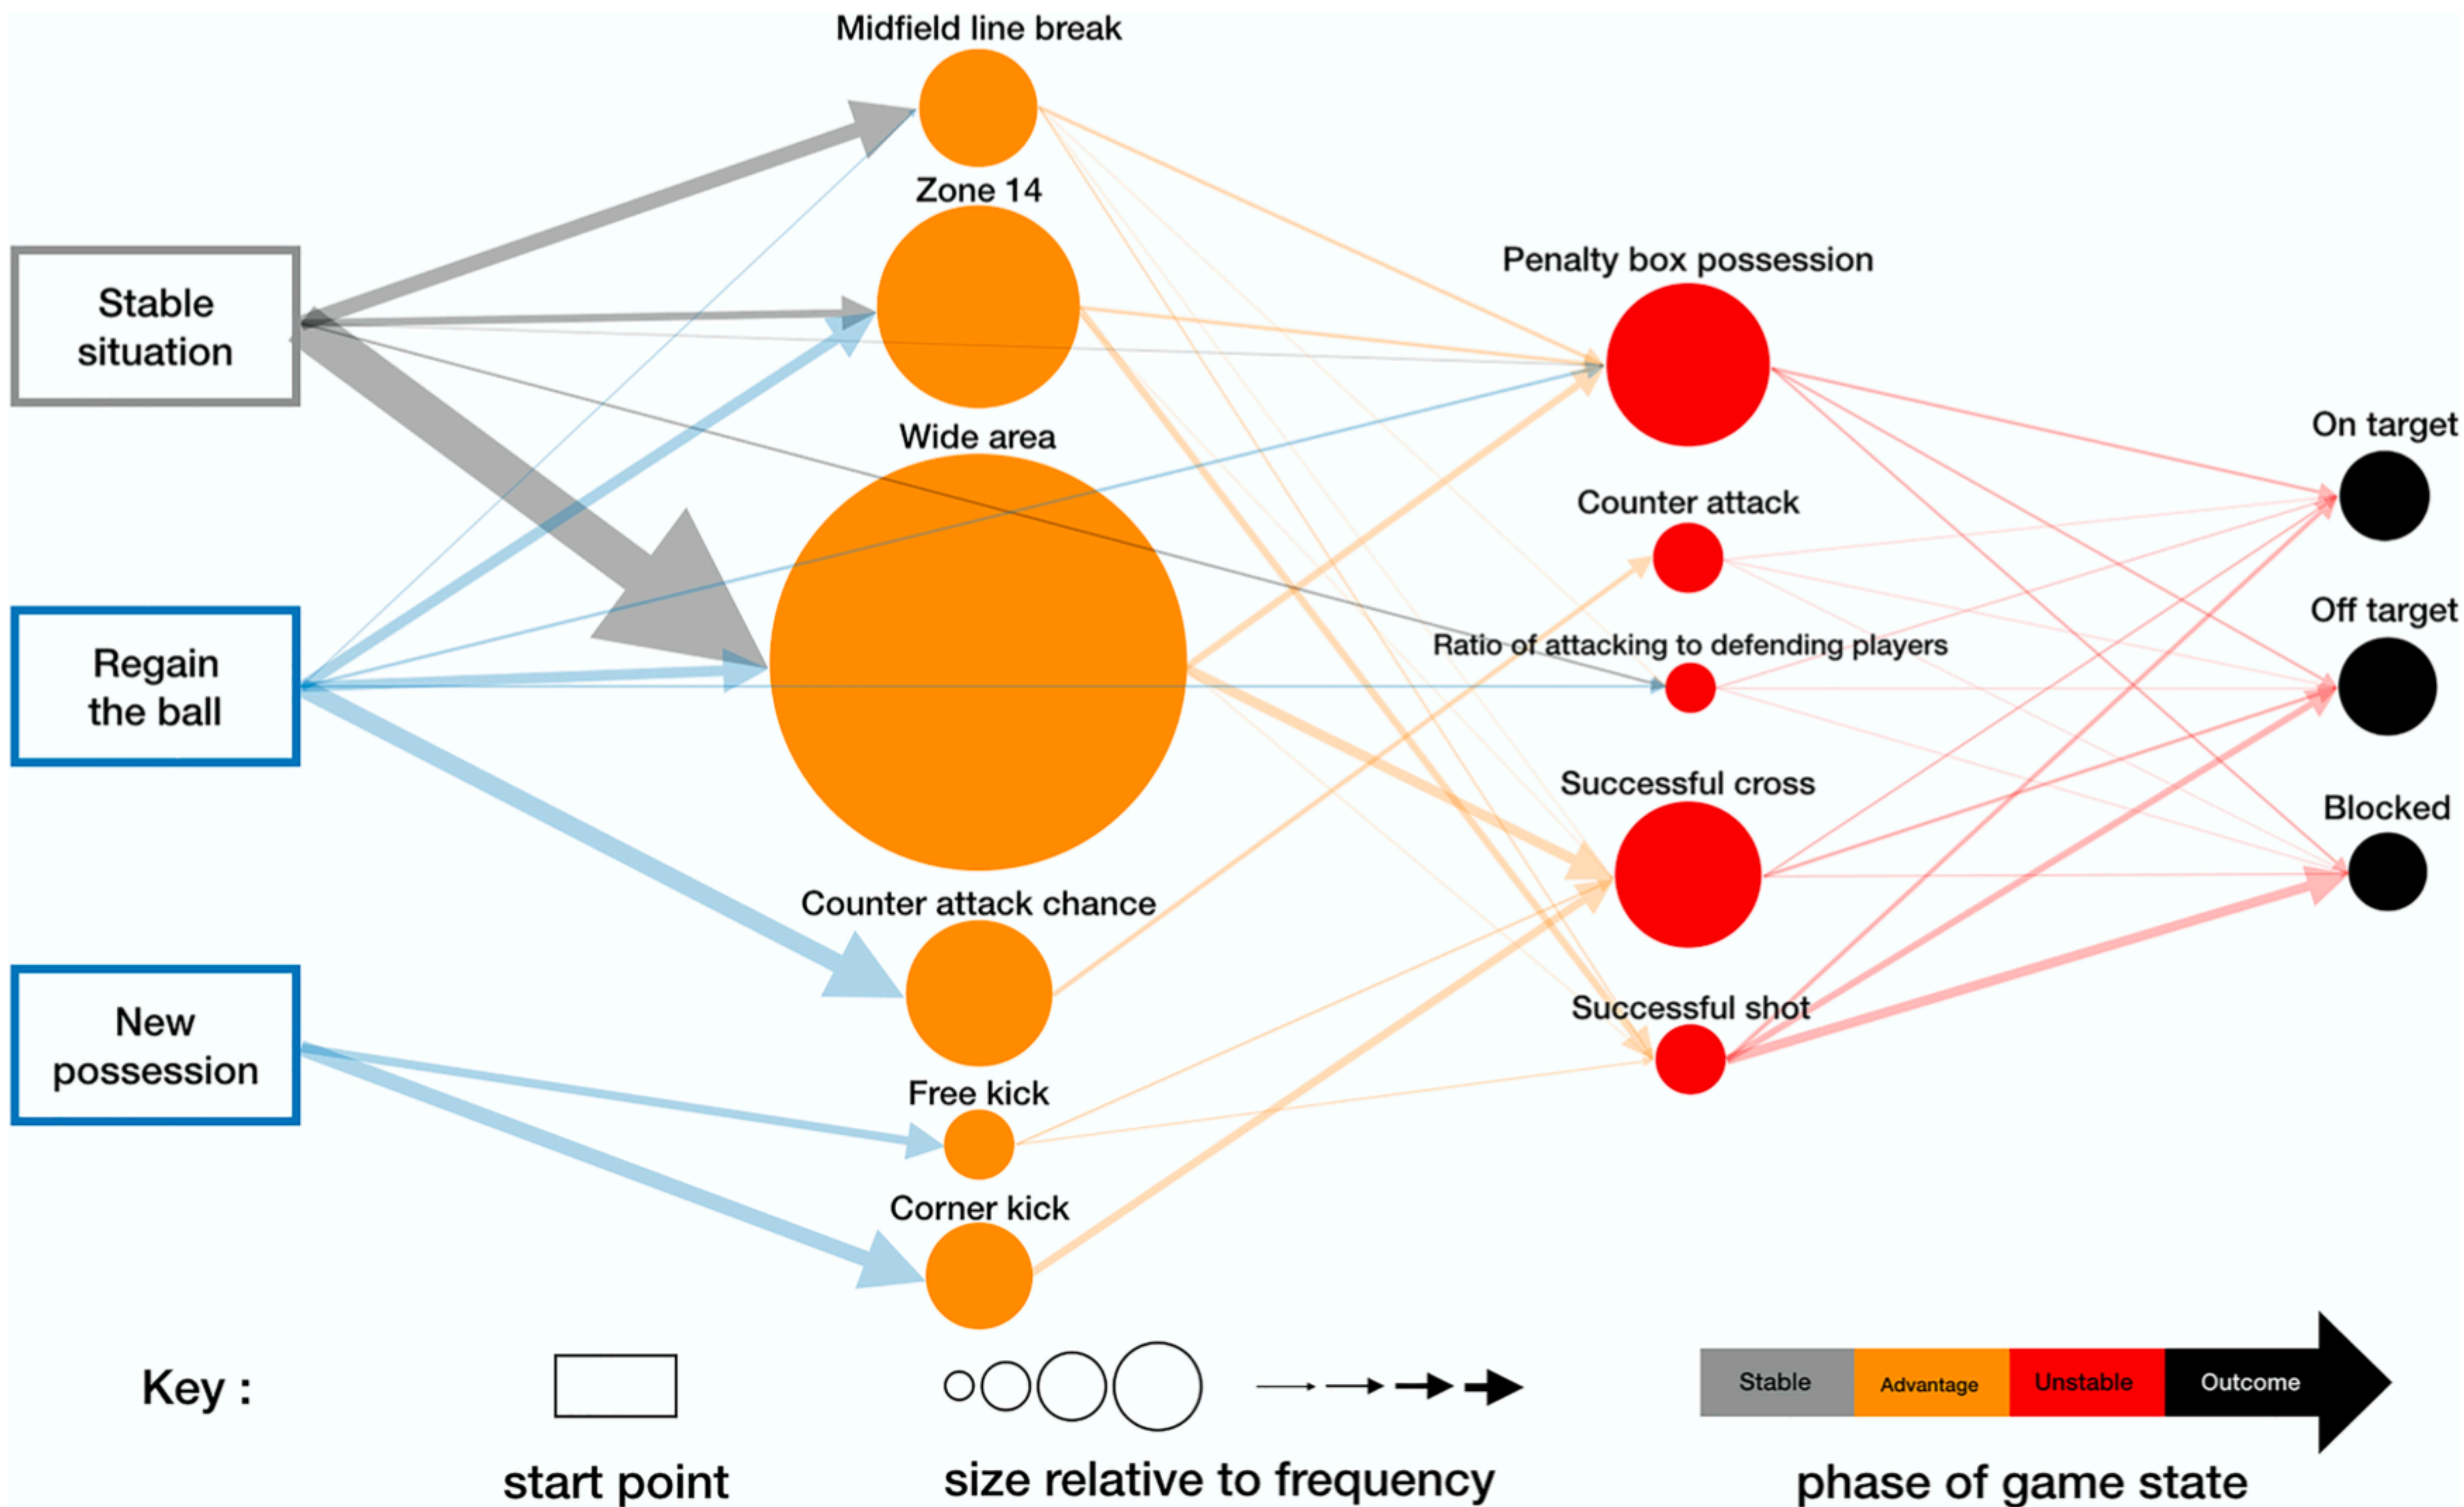 Midfield line break
Zone 14
Stable
situation
Penalty box possession
On target
Wide area
Counter attack
Off target
Ratio of attacking to defending players
Regain
the ball
Successful cross
Blocked
Counter attack chance
Successful shot
New
possession
Free kick
Corner kick
Key :
Stable
Advantage
Unstable
Outcome
start point
size relative to frequency
phase of game state